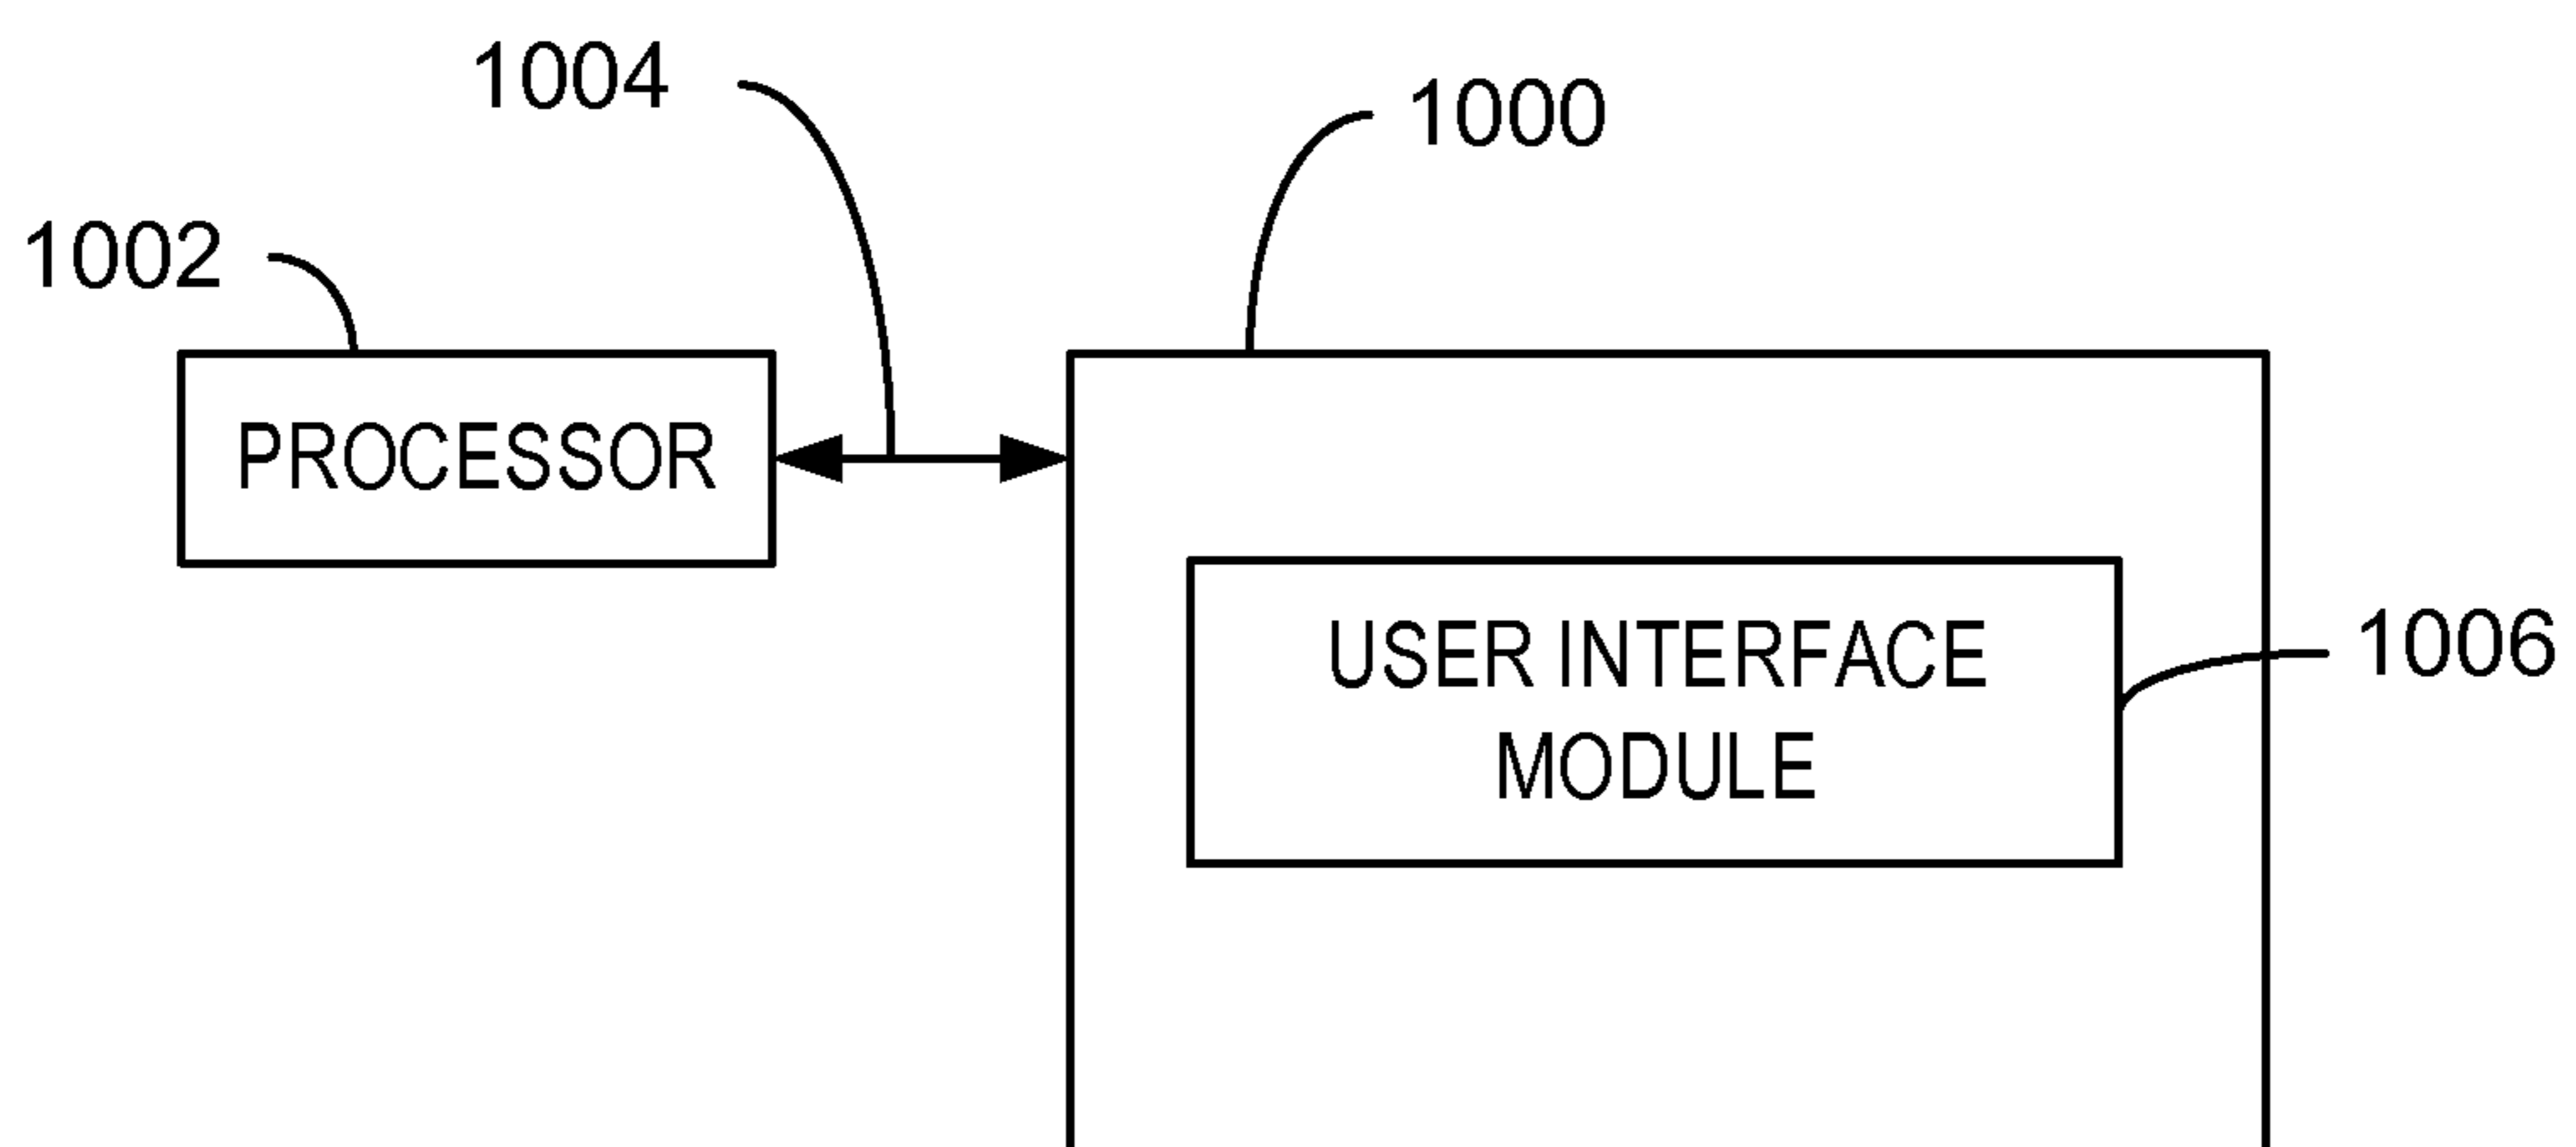 1004
1000
1002
PROCESSOR
USER INTERFACE
MODULE
1006